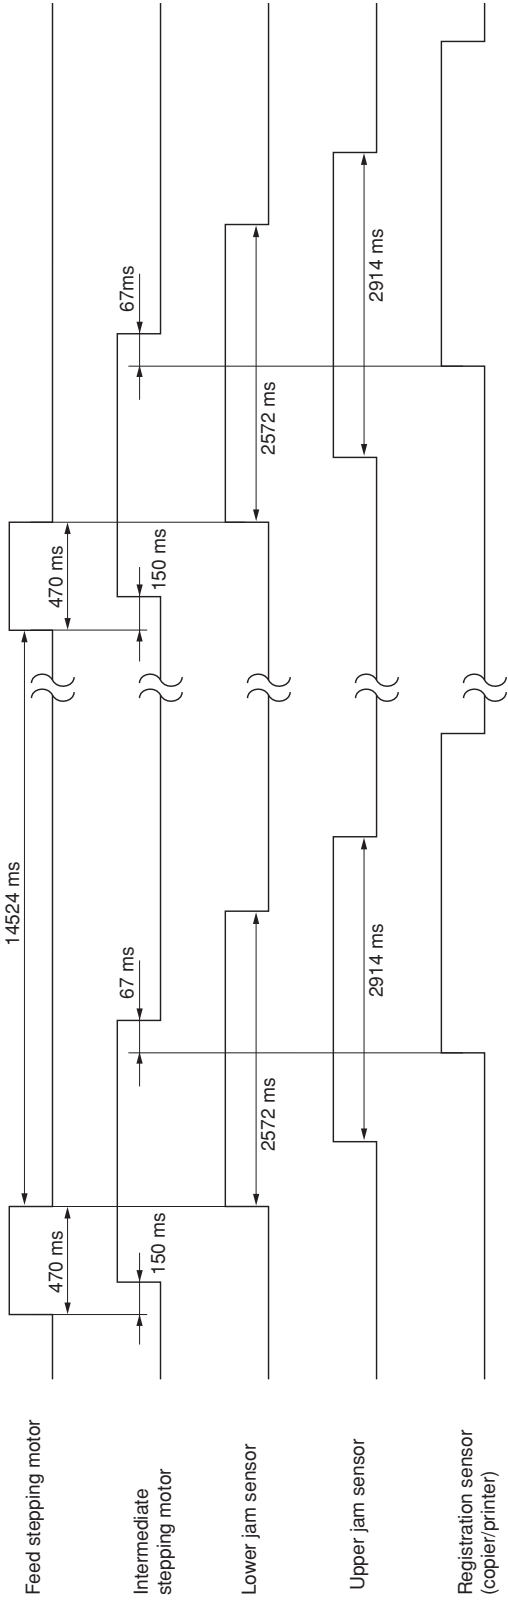 Feed stepping motor
470 ms
14524 ms
470 ms
Intermediate
stepping motor
150 ms
67 ms
150 ms
67ms
Lower jam sensor
2572 ms
2572 ms
Upper jam sensor
2914 ms
2914 ms
Registration sensor
(copier/printer)